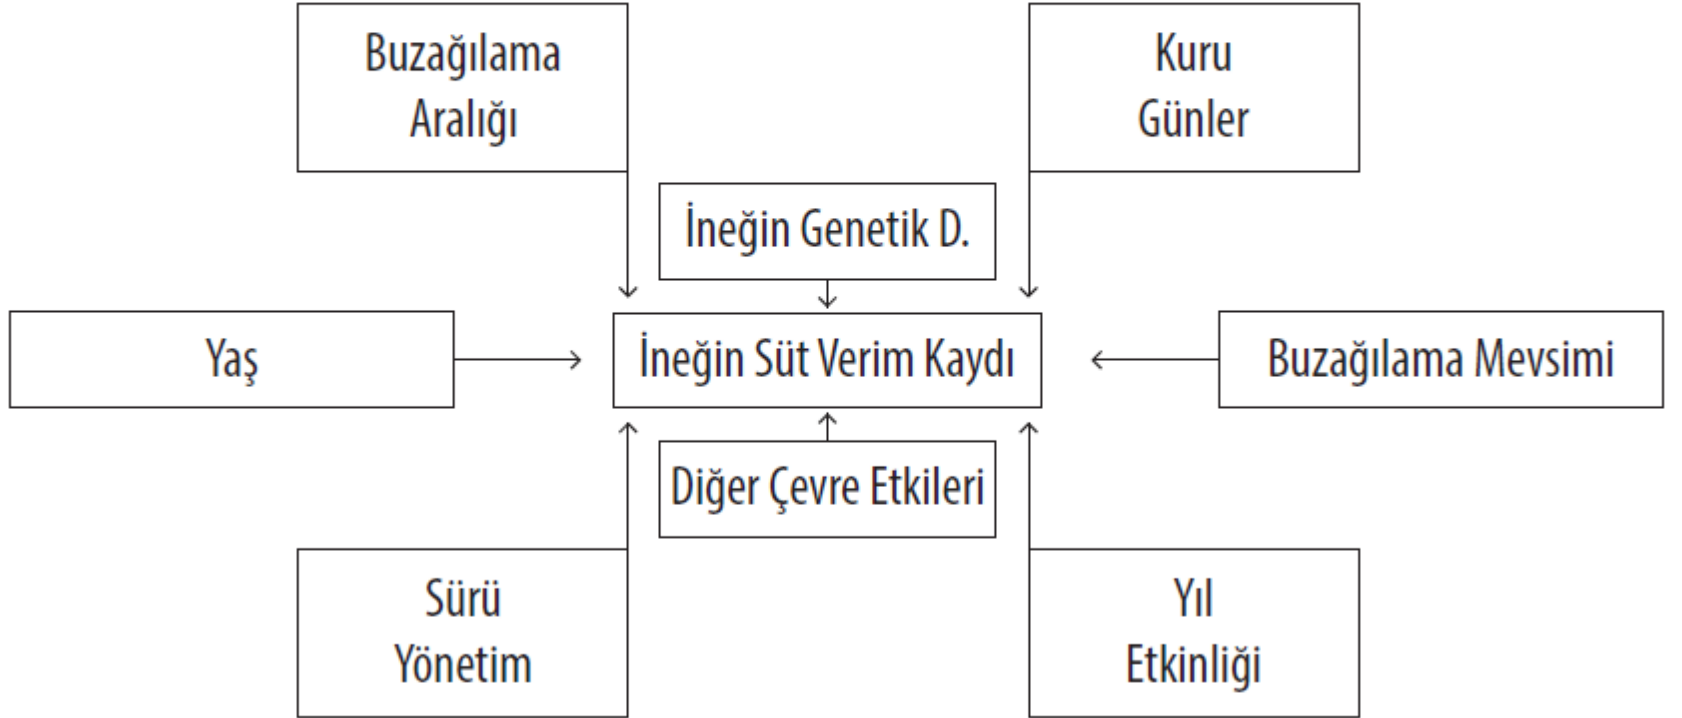 Buzağılama
Aralığı
Kuru
Günler
İneğin Genetik D.
Yaş
İneğin Süt Verim Kaydı
Buzağılama Mevsimi
Diğer Çevre Etkileri
Sürü
Yönetim
Yıl
Etkinliği